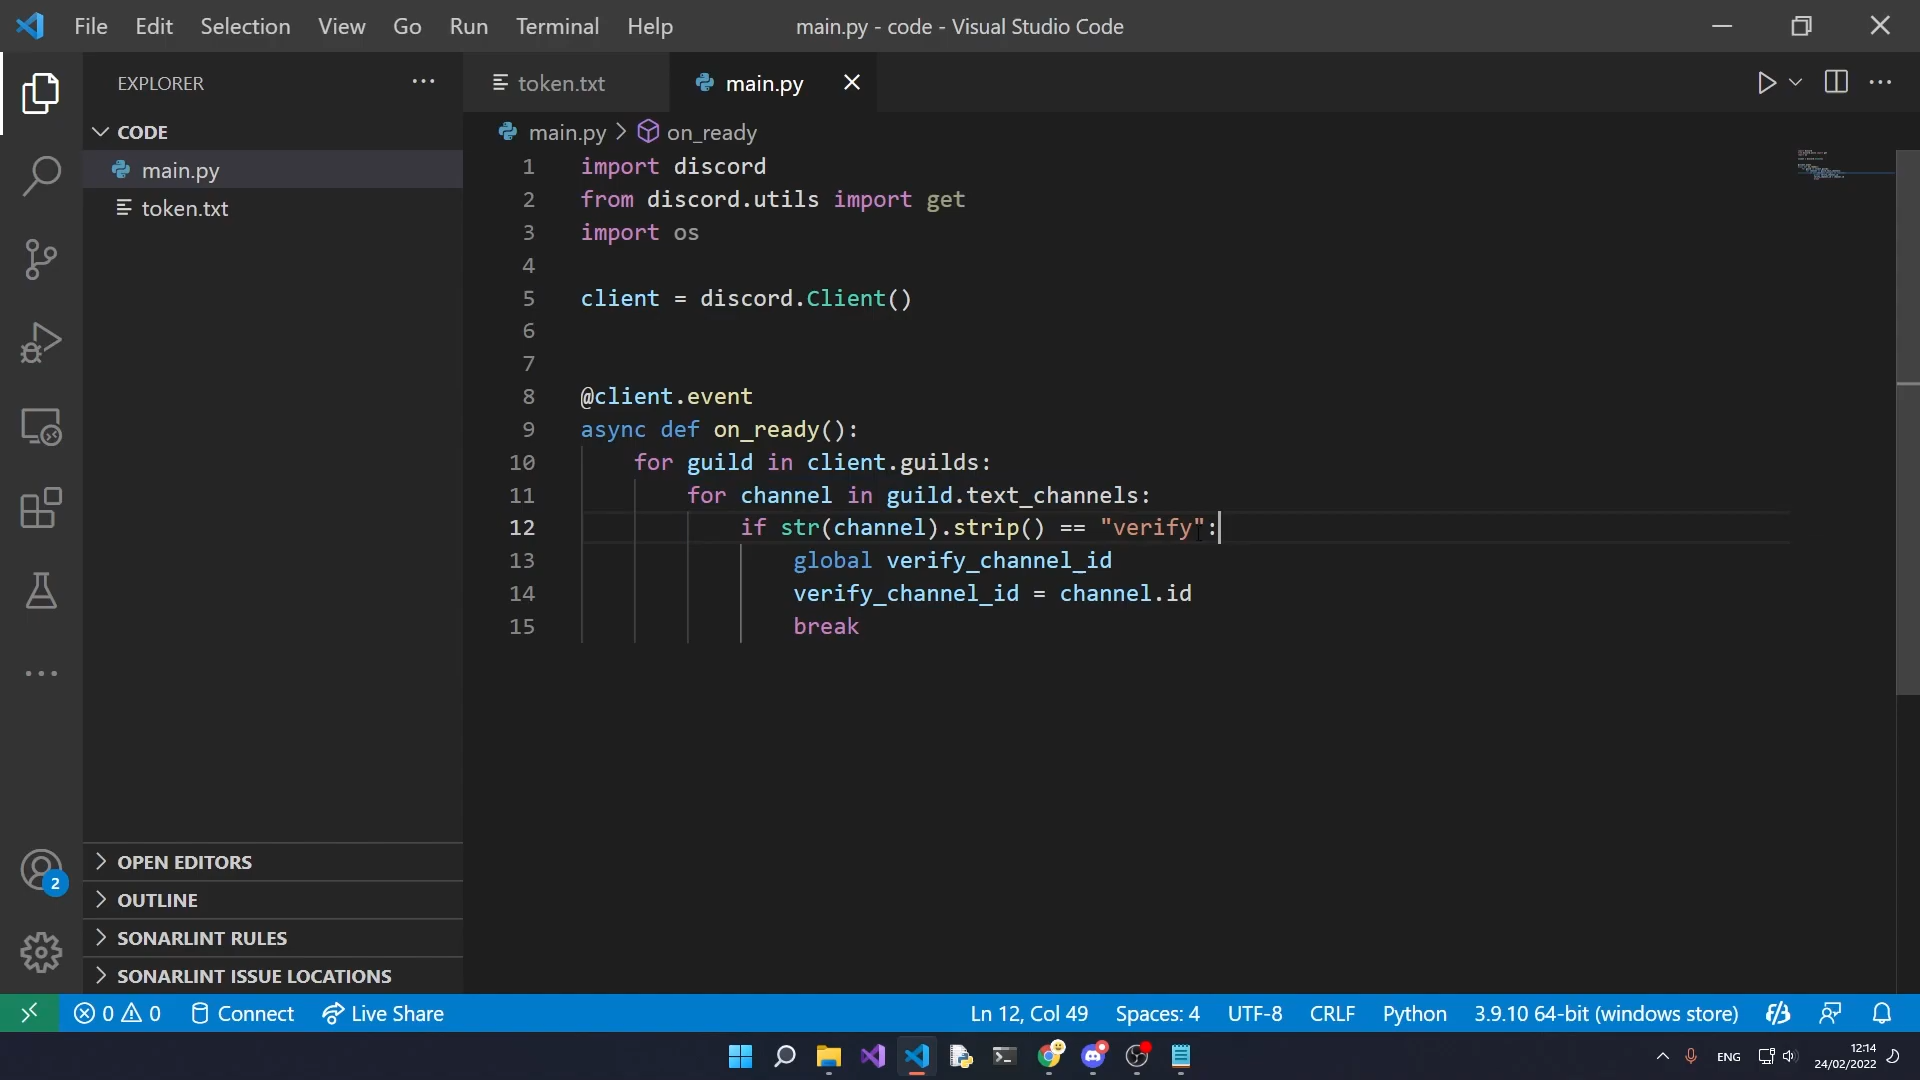 File Edit Selection View Go Run Terminal Help
main.py - code - Visual Studio Code
EXPLORER
CODE
main.py
token.txt
token.txt
main.py
main.py > on_ready
1 import discord
2 from discord.utils import get
3 import os
4
5 client = discord.Client()
6
7
8 @client.event
9 async def on_ready():
10 for guild in client.guilds:
11 for channel in guild.text_channels:
12 if str(channel).strip() == "verify":
13 global verify_channel_id
14 verify_channel_id = channel.id
15 break
OPEN EDITORS
OUTLINE
SONARLINT RULES
SONARLINT ISSUE LOCATIONS
2
0 0 Connect Live Share
Ln 12, Col 49 Spaces: 4 UTF-8 CRLF Python 3.9.10 64-bit (windows store)
ENG
12:14
24/02/2022